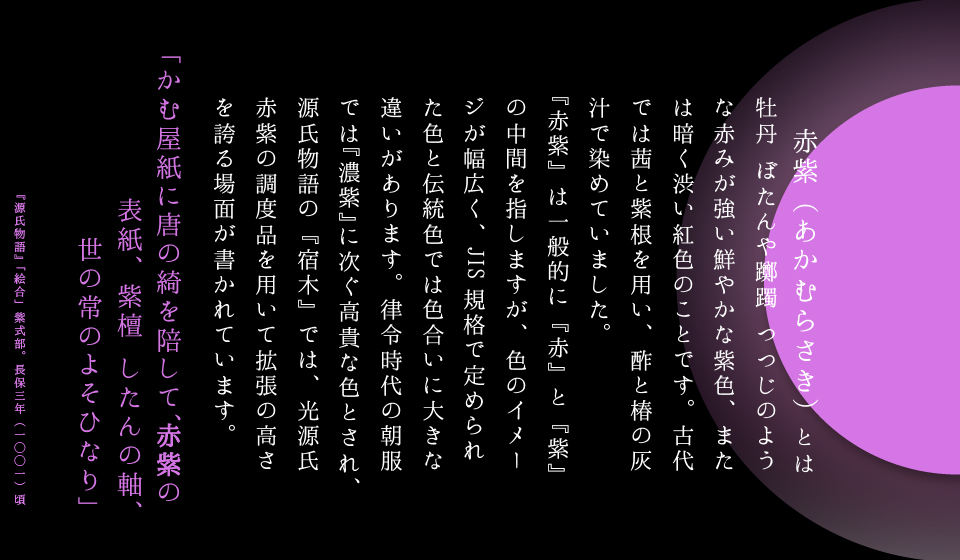 赤紫（あかむらさき）とは
牡丹 ぼたんや躑躅 つつじのよう
な赤みが強い鮮やかな紫色、また
は暗く渋い紅色のことです。古代
では茜と紫根を用い、酢と椿の灰
汁で染めていました。
『赤紫』は一般的に『赤』と『紫』
の中間を指しますが、色のイメー
ジが幅広く、JIS 規格で定められ
た色と伝統色では色合いに大きな
違いがあります。律令時代の朝服
では『濃紫』に次ぐ高貴な色とされ、
源氏物語の『宿木』では、光源氏
赤紫の調度品を用いて拡張の高さ
を誇る場面が書かれています。
「かむ屋紙に唐の綺を陪して、赤紫の
表紙、紫檀 したんの軸、
世の常のよそひなり」
『源氏物語』「絵合」紫式部。長保三年（一〇〇一）頃